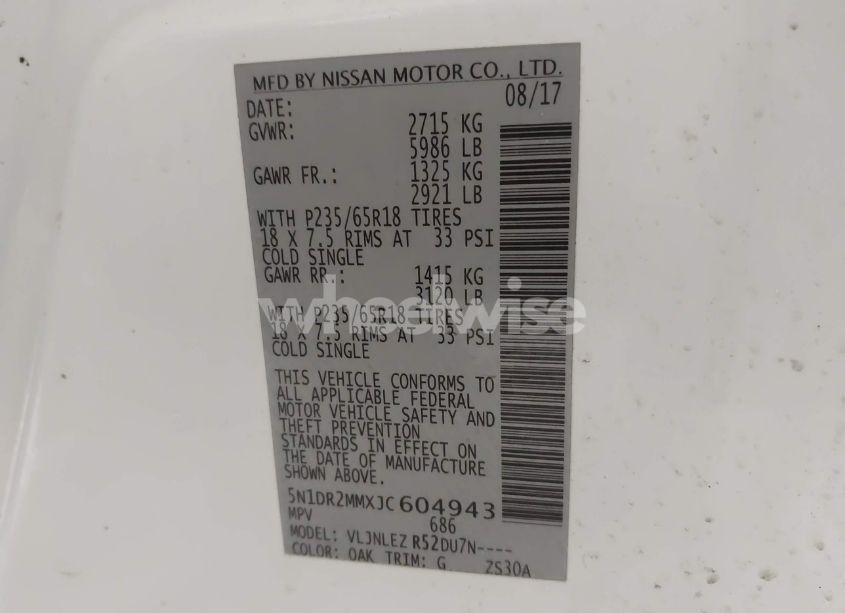 MFD BY NISSAN MOTOR CO., LTD.
DATE: 08/17
GVWR: 2715 KG
5986 LB
GAWR FR.: 1325 KG
2921 LB
WITH P235/65R18 TIRES
18 X 7.5 RIMS AT 33 PSI
COLD SINGLE
GAWR RR.: 1415 KG
3120 LB
wheelwise
WITH P235/65R18 TIRES
18 X 7.5 RIMS AT 33 PSI
COLD SINGLE
THIS VEHICLE CONFORMS TO
ALL APPLICABLE FEDERAL
MOTOR VEHICLE SAFETY AND
THEFT PREVENTION
STANDARDS IN EFFECT ON
THE DATE OF MANUFACTURE
SHOWN ABOVE.
5N1DR2MMXJC604943
MPV 686
MODEL: VLJNLEZ R52DU7N----
COLOR: QAK TRIM: G ZS30A